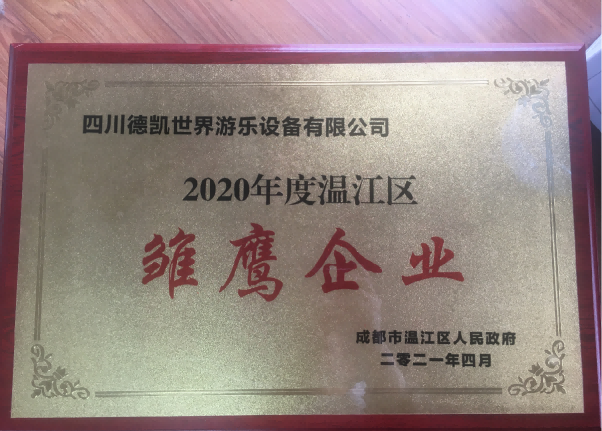 四川德凯世界游乐设备有限公司
2020年度温江区
雏鹰企业
成都市温江区人民政府
二零二一年四月